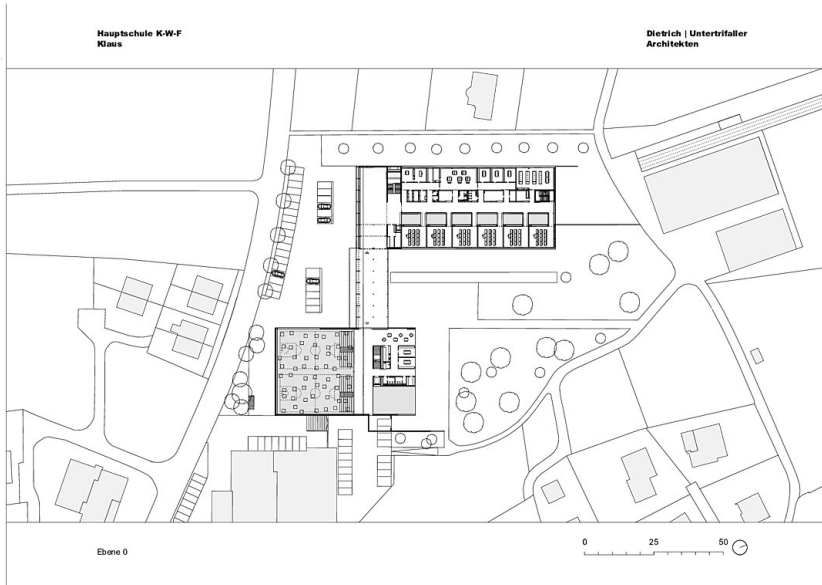 Hauptschule K-W-F
Klaus
Dietrich | Untertrifaller
Architekten
Ebene 0
0 25 50